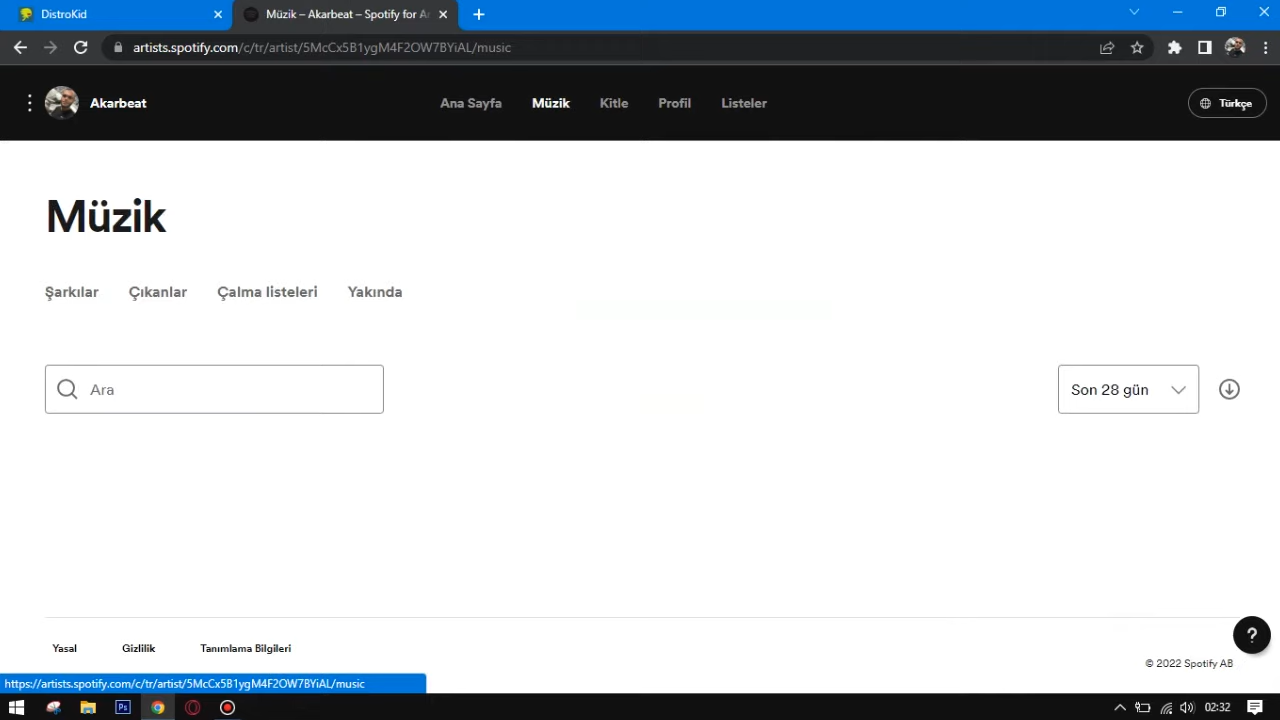 DistroKid
Müzik – Akarbeat – Spotify for Ar
artists.spotify.com/c/tr/artist/5McCx5B1ygM4F2OW7BYiAL/music
Akarbeat
Ana Sayfa
Müzik
Kitle
Profil
Listeler
Türkçe
Müzik
Şarkılar
Çıkanlar
Çalma listeleri
Yakında
Ara
Son 28 gün
Yasal
Gizlilik
Tanımlama Bilgileri
?
© 2022 Spotify AB
https://artists.spotify.com/c/tr/artist/5McCx5B1ygM4F2OW7BYiAL/music
Ps
02:32